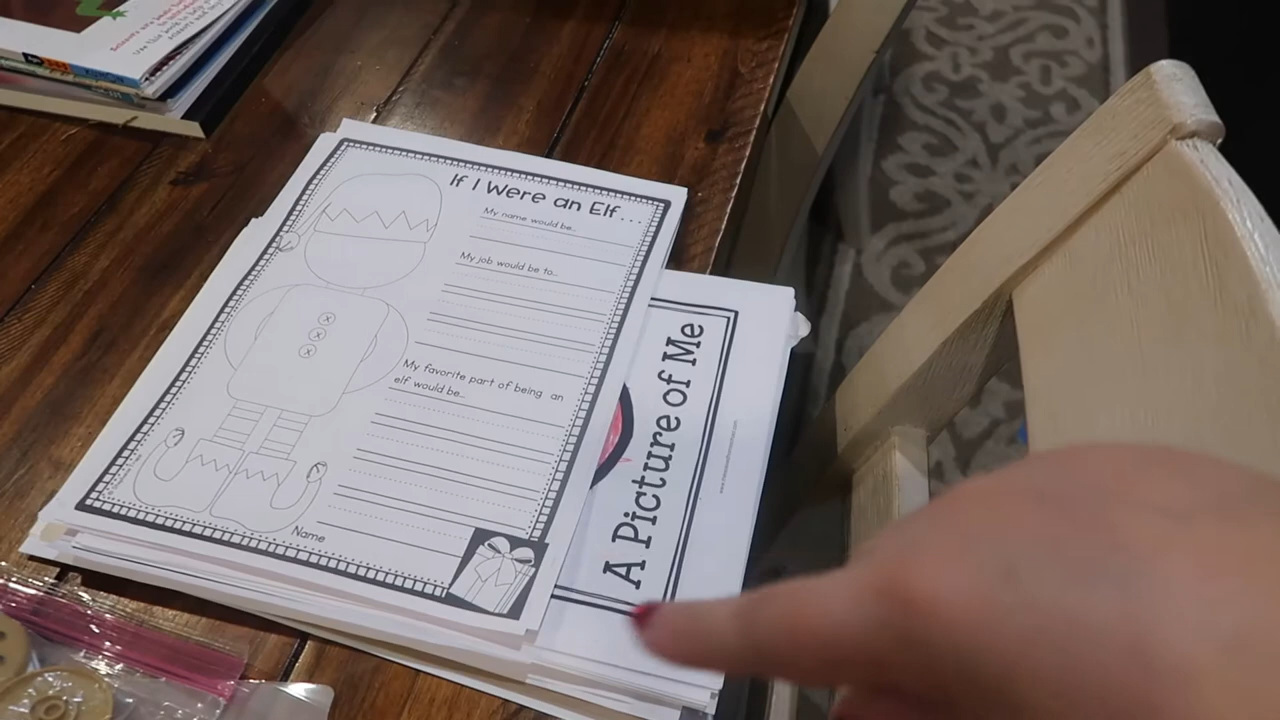 If I Were an Elf...
My name would be...
My job would be to...
My favorite part of being an
elf would be...
Name
A Picture of Me